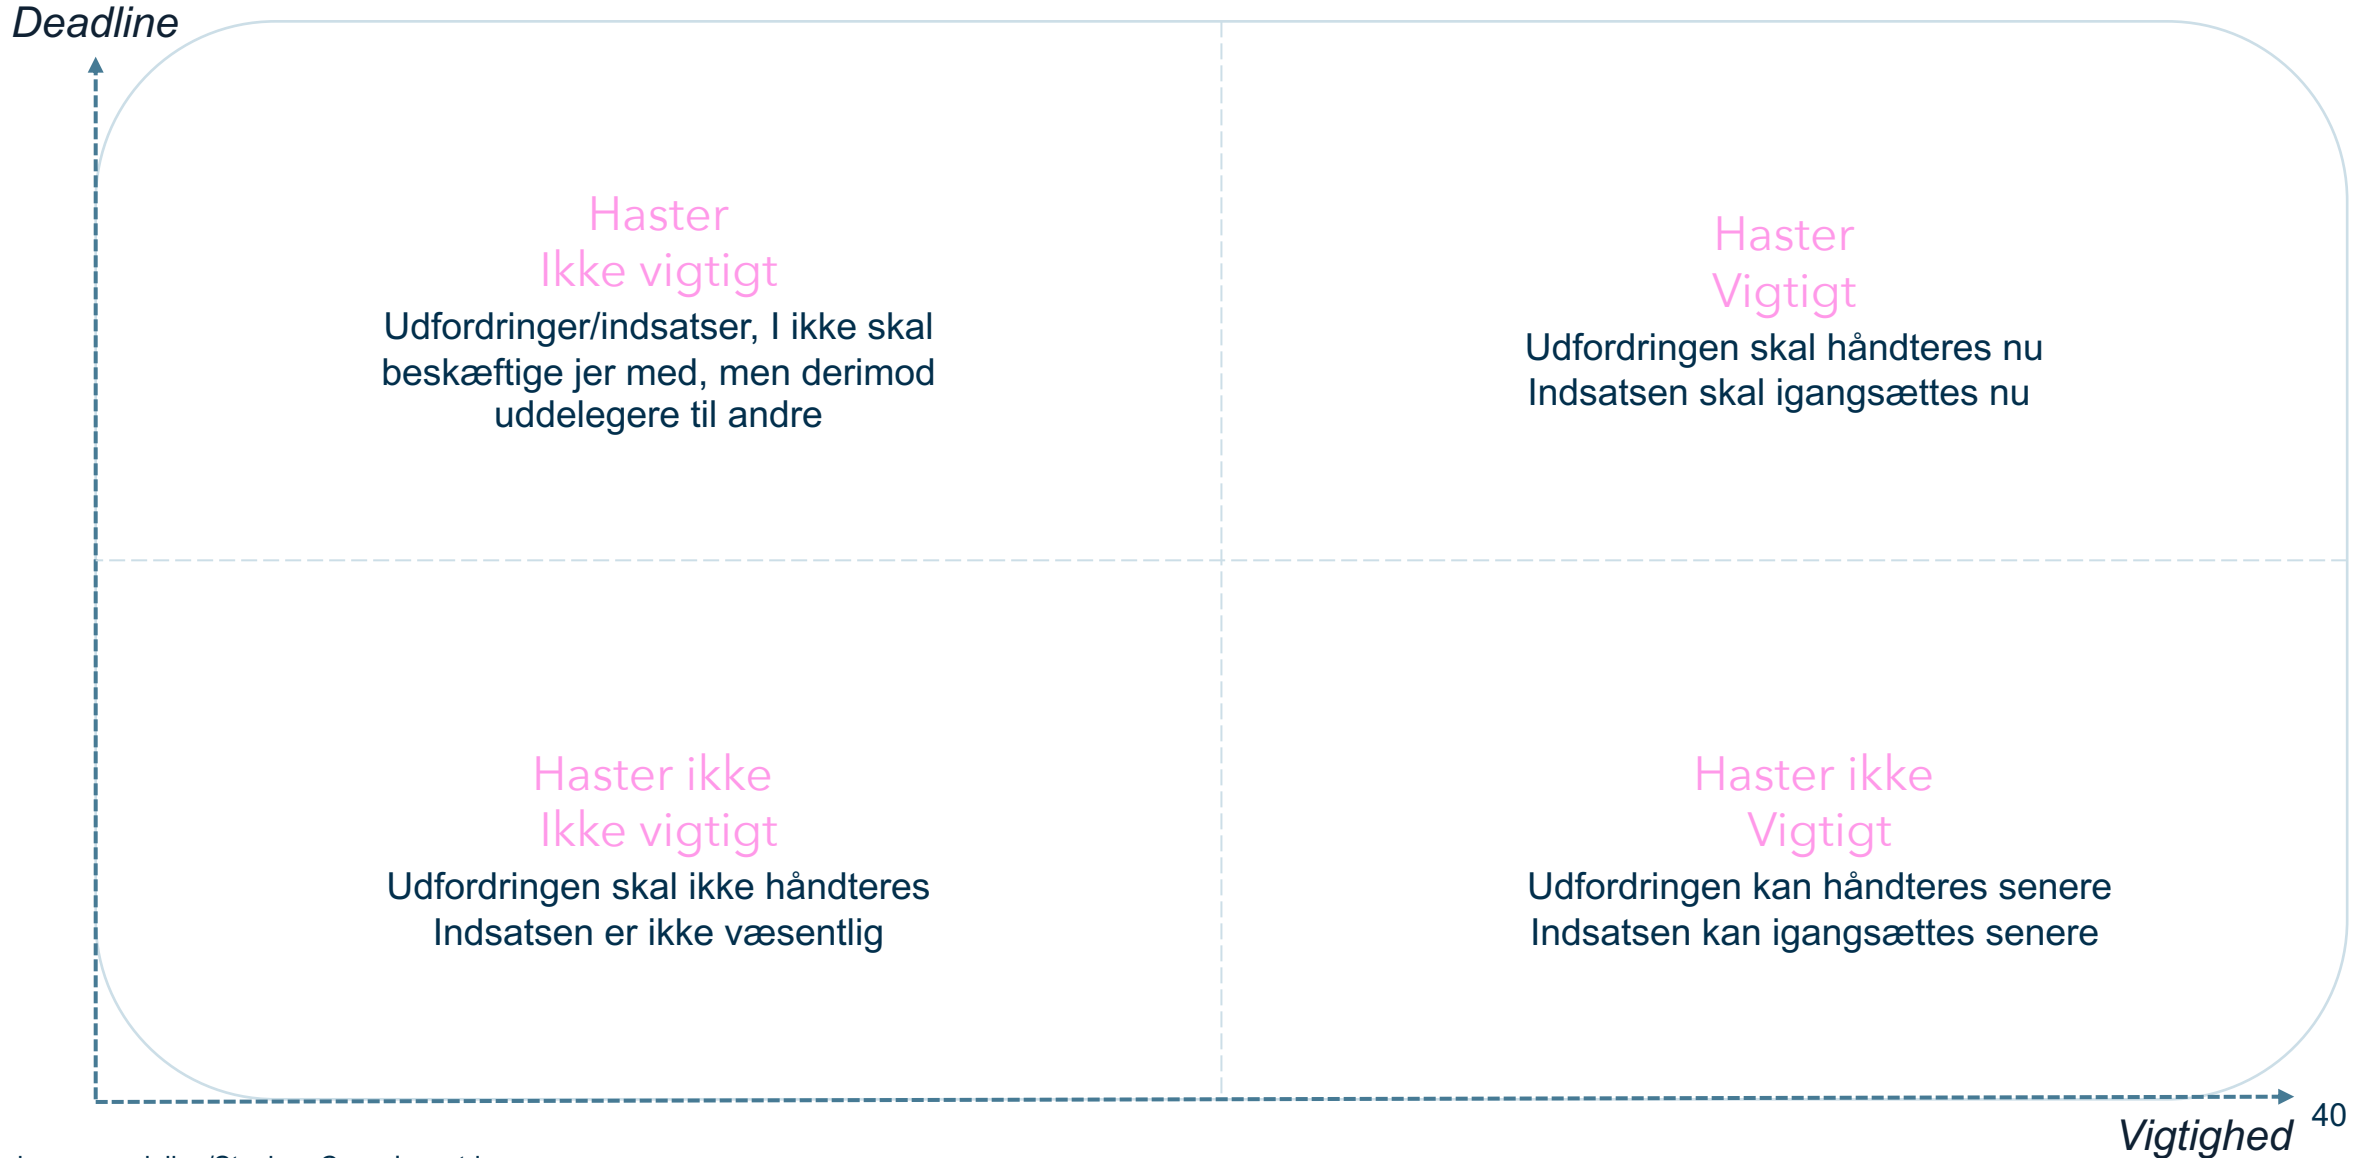 Deadline
Haster
Ikke vigtigt
Udfordringer/indsatser, I ikke skal
beskæftige jer med, men derimod
uddelegere til andre
Haster
Vigtigt
Udfordringen skal håndteres nu
Indsatsen skal igangsættes nu
Haster ikke
Ikke vigtigt
Udfordringen skal ikke håndteres
Indsatsen er ikke væsentlig
Haster ikke
Vigtigt
Udfordringen kan håndteres senere
Indsatsen kan igangsættes senere
Vigtighed
40